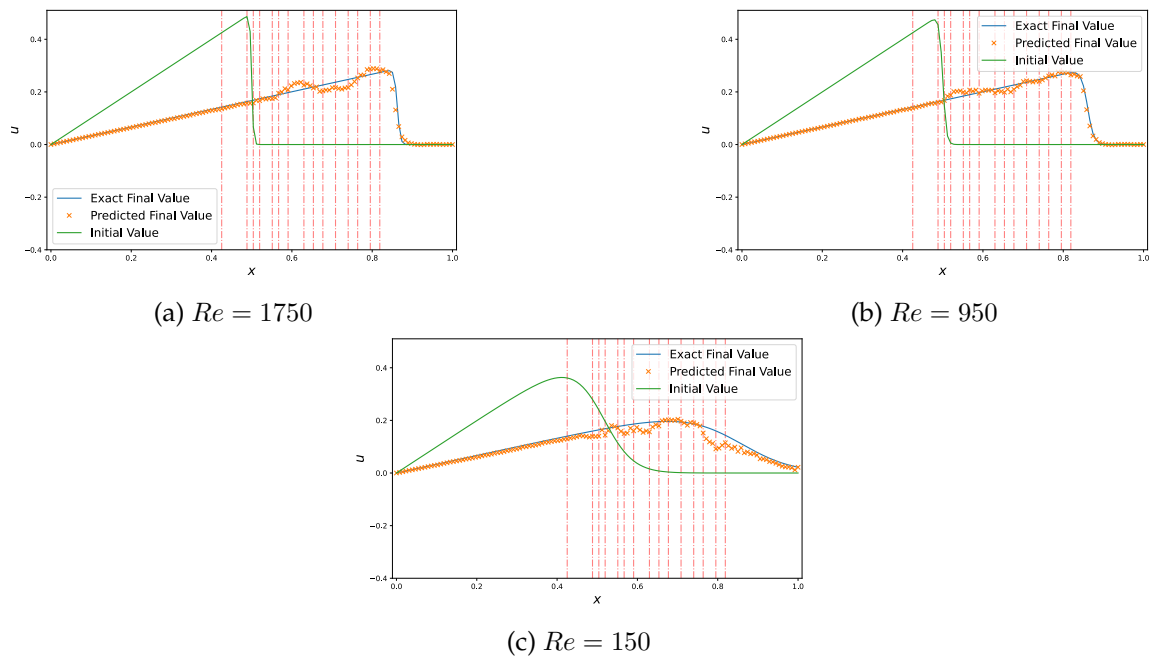 0.4
0.2
0.0
−0.2
−0.4
u
0.0 0.2 0.4 0.6 0.8 1.0
x
Exact Final Value
Predicted Final Value
Initial Value
(a) Re = 1750
0.4
0.2
0.0
−0.2
−0.4
u
0.0 0.2 0.4 0.6 0.8 1.0
x
Exact Final Value
Predicted Final Value
Initial Value
(b) Re = 950
0.4
0.2
0.0
−0.2
−0.4
u
0.0 0.2 0.4 0.6 0.8 1.0
x
Exact Final Value
Predicted Final Value
Initial Value
(c) Re = 150